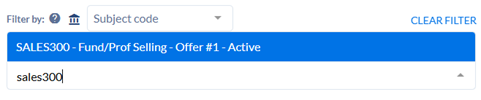 Filter by: Subject code CLEAR FILTER
SALES300 - Fund/Prof Selling - Offer #1 - Active
sales300